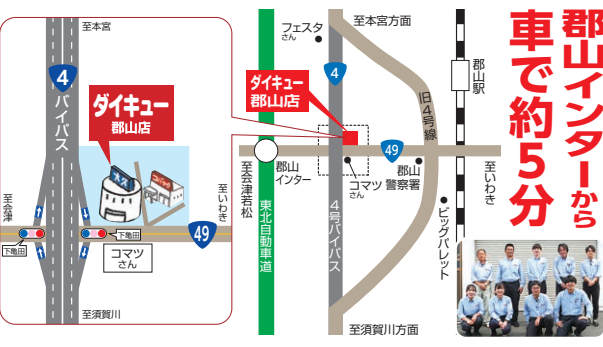 至本宮
4
バイパス
ダイキュー
郡山店
至会津
至いわき
49
下亀田
下亀田
コマツ
さん
至須賀川
フェスタ
さん
至本宮方面
4
ダイキュー
郡山店
旧4号線
郡山駅
49
至会津若松
郡山
インター
コマツ
さん
郡山
警察署
至いわき
東北自動車道
4号バイパス
ビッグパレット
至須賀川方面
郡山インターから
車で約5分